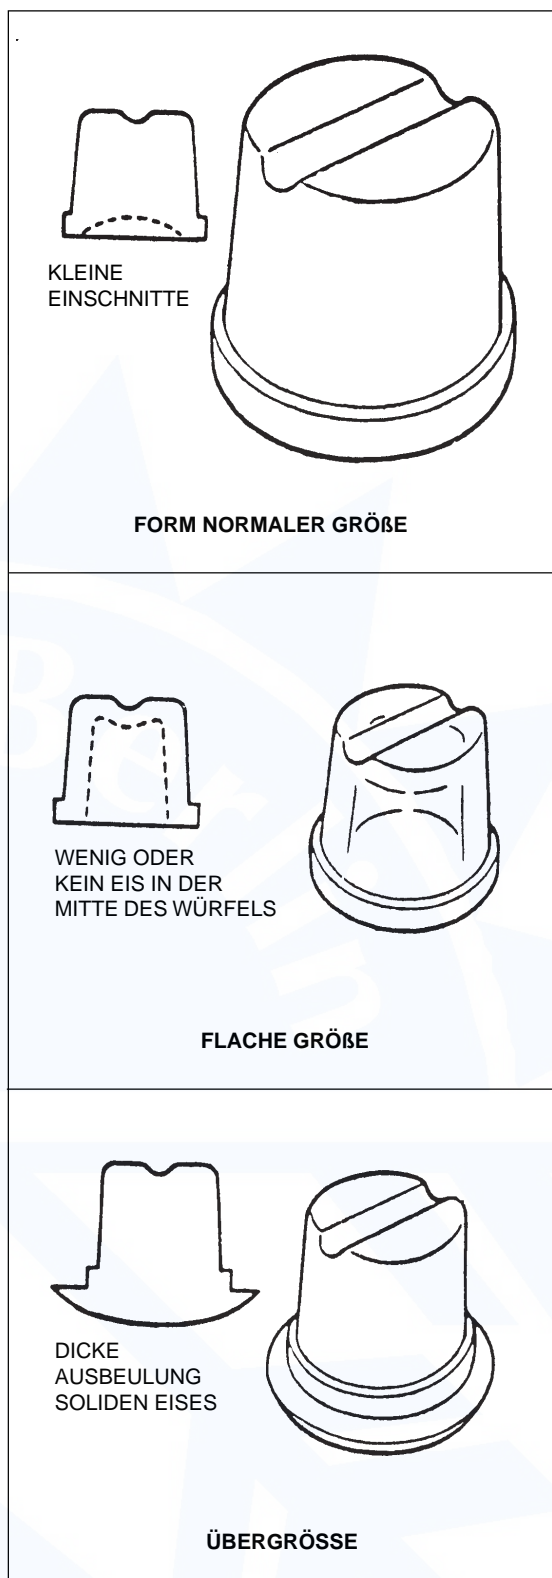 KLEINE
EINSCHNITTE
FORM NORMALER GRÖßE
WENIG ODER
KEIN EIS IN DER
MITTE DES WÜRFELS
FLACHE GRÖßE
DICKE
AUSBEULUNG
SOLIDEN EISES
ÜBERGRÖSSE
Berlin